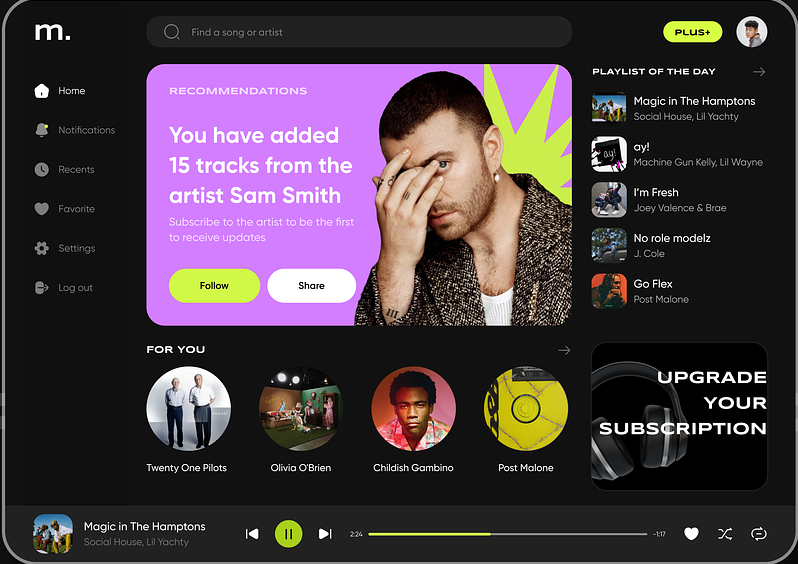 m.
Find a song or artist
PLUS+
Home
Notifications
Recents
Favorite
Settings
Log out
RECOMMENDATIONS
You have added
15 tracks from the
artist Sam Smith
Subscribe to the artist to be the first
to receive updates
Follow
Share
PLAYLIST OF THE DAY
Magic in The Hamptons
Social House, Lil Yachty
ay!
ay!
Machine Gun Kelly, Lil Wayne
I'm Fresh
Joey Valence & Brae
No role modelz
J. Cole
Go Flex
Post Malone
FOR YOU
Twenty One Pilots
Olivia O'Brien
Childish Gambino
Post Malone
UPGRADE
YOUR
SUBSCRIPTION
Magic in The Hamptons
Social House, Lil Yachty
2:24
-1:17